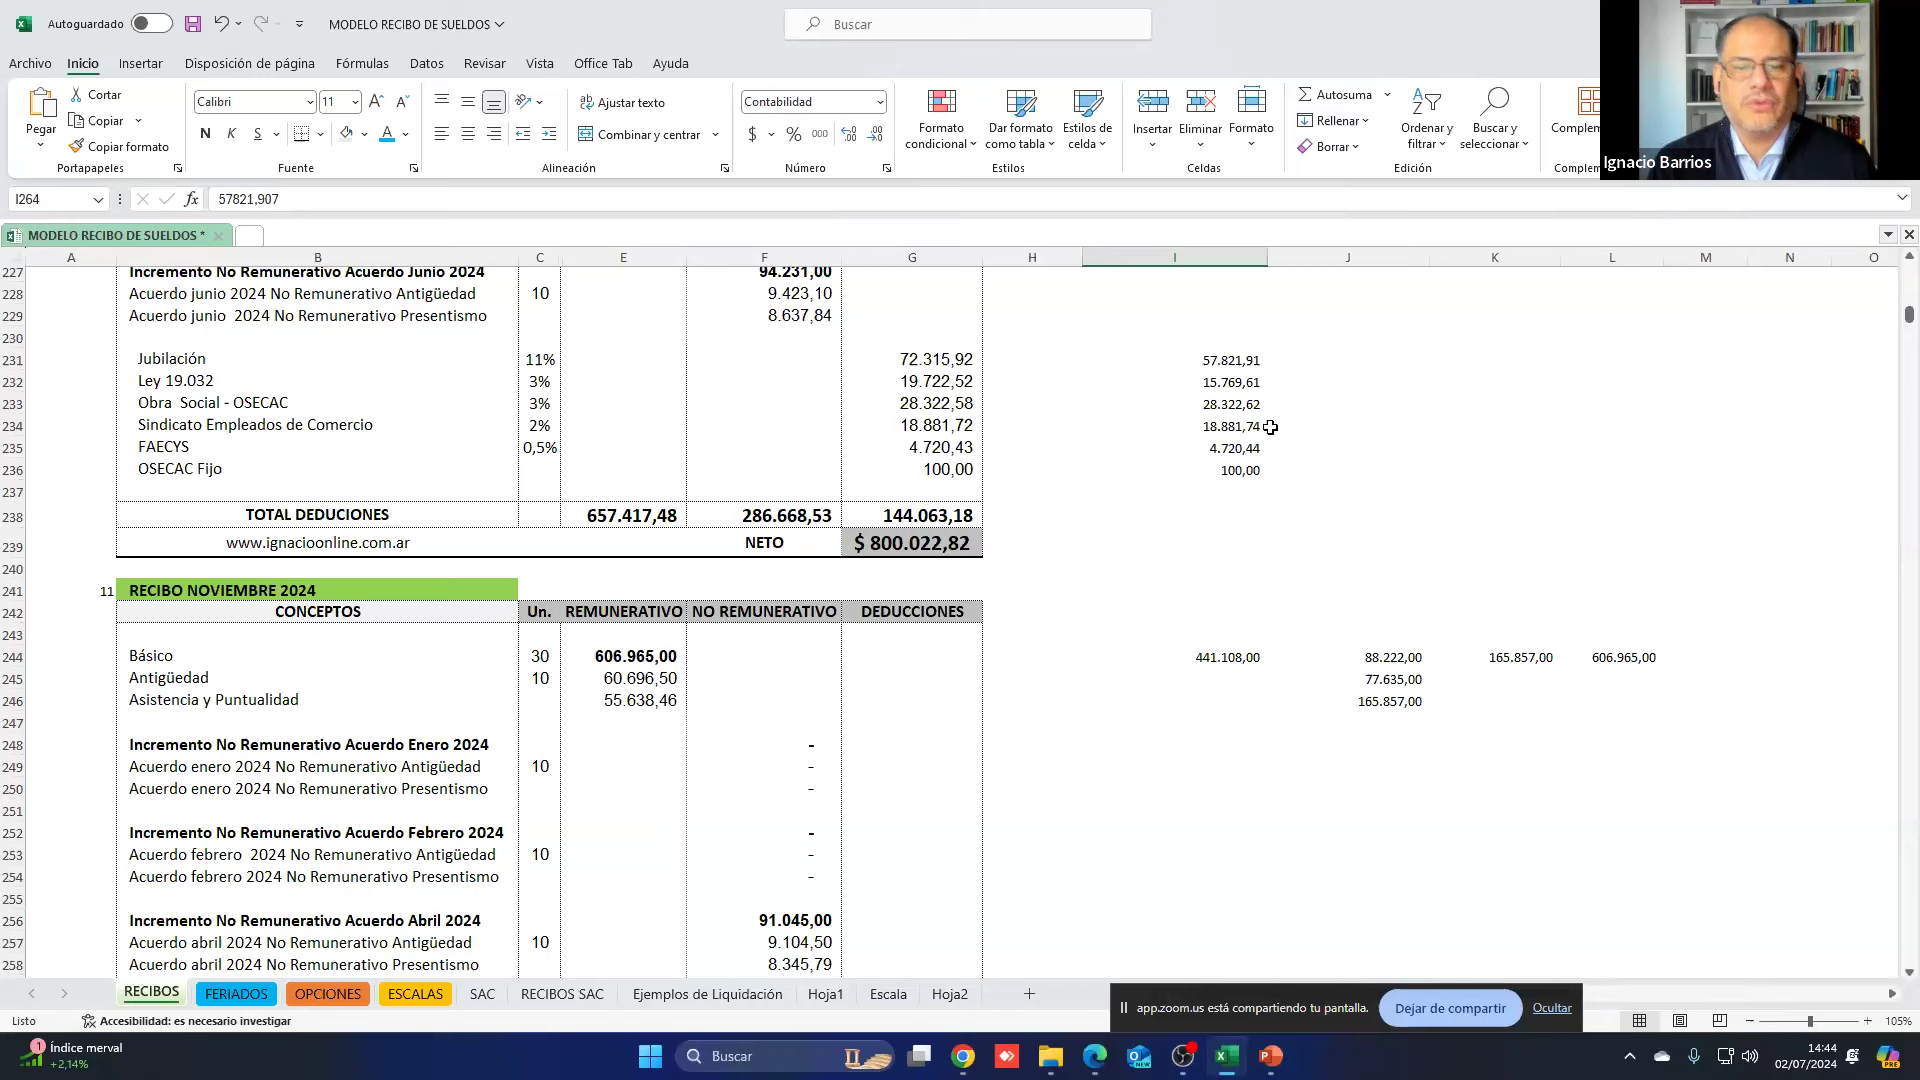 Autoguardado
MODELO RECIBO DE SUELDOS
Buscar
Archivo Inicio Insertar Disposición de página Fórmulas Datos Revisar Vista Office Tab Ayuda
Pegar
Cortar
Copiar
Copiar formato
Portapapeles
Calibri 11
N K S
Fuente
Ajustar texto
Combinar y centrar
Alineación
Contabilidad
$ % 000
Número
Formato condicional
Dar formato como tabla
Estilos de celda
Estilos
Insertar
Eliminar
Formato
Celdas
Autosuma
Rellenar
Borrar
Ordenar y filtrar
Buscar y seleccionar
Edición
Complem
Complem
Ignacio Barrios
I264 fx 57821,907
MODELO RECIBO DE SUELDOS *
A B C E F G H I J K L M N O
227 Incremento No Remunerativo Acuerdo Junio 2024 94.231,00
228 Acuerdo junio 2024 No Remunerativo Antigüedad 10 9.423,10
229 Acuerdo junio 2024 No Remunerativo Presentismo 8.637,84
230
231 Jubilación 11% 72.315,92 57.821,91
232 Ley 19.032 3% 19.722,52 15.769,61
233 Obra Social - OSECAC 3% 28.322,58 28.322,62
234 Sindicato Empleados de Comercio 2% 18.881,72 18.881,74
235 FAECYS 0,5% 4.720,43 4.720,44
236 OSECAC Fijo 100,00 100,00
237
238 TOTAL DEDUCIONES 657.417,48 286.668,53 144.063,18
239 www.ignacioonline.com.ar NETO $ 800.022,82
240
241 11 RECIBO NOVIEMBRE 2024
242 CONCEPTOS Un. REMUNERATIVO NO REMUNERATIVO DEDUCCIONES
243
244 Básico 30 606.965,00 441.108,00 88.222,00 165.857,00 606.965,00
245 Antigüedad 10 60.696,50 77.635,00
246 Asistencia y Puntualidad 55.638,46 165.857,00
247
248 Incremento No Remunerativo Acuerdo Enero 2024 -
249 Acuerdo enero 2024 No Remunerativo Antigüedad 10 -
250 Acuerdo enero 2024 No Remunerativo Presentismo -
251
252 Incremento No Remunerativo Acuerdo Febrero 2024 -
253 Acuerdo febrero 2024 No Remunerativo Antigüedad 10 -
254 Acuerdo febrero 2024 No Remunerativo Presentismo -
255
256 Incremento No Remunerativo Acuerdo Abril 2024 91.045,00
257 Acuerdo abril 2024 No Remunerativo Antigüedad 10 9.104,50
258 Acuerdo abril 2024 No Remunerativo Presentismo 8.345,79
RECIBOS FERIADOS OPCIONES ESCALAS SAC RECIBOS SAC Ejemplos de Liquidación Hoja1 Escala Hoja2
app.zoom.us está compartiendo tu pantalla. Dejar de compartir Ocultar
Listo Accesibilidad: es necesario investigar 105%
1 Índice merval
+2,14%
Buscar
14:44
02/07/2024